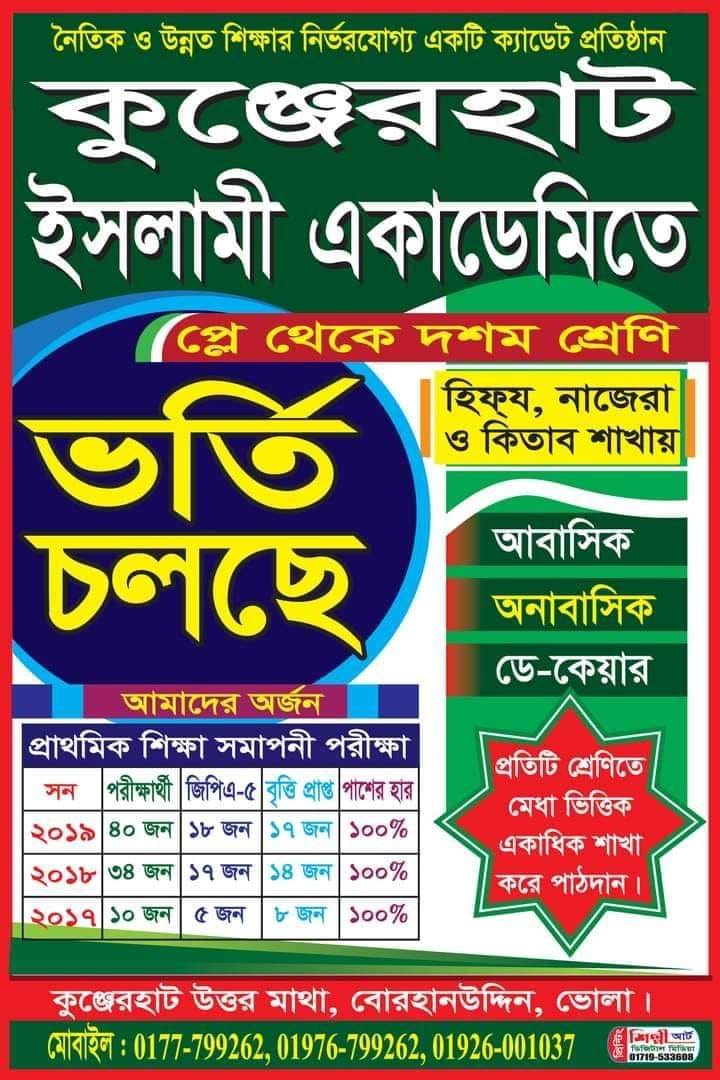 নৈতিক ও উন্নত শিক্ষার নির্ভরযোগ্য একটি ক্যাডেট প্রতিষ্ঠান
কুঞ্জেরহাট
ইসলামী একাডেমিতে
প্লে থেকে দশম শ্রেণি
ভর্তি
চলছে
হিফ্য, নাজেরা
ও কিতাব শাখায়
আবাসিক
অনাবাসিক
ডে-কেয়ার
আমাদের অর্জন
প্রাথমিক শিক্ষা সমাপনী পরীক্ষা
সন পরীক্ষার্থী জিপিএ-৫ বৃত্তি প্রাপ্ত পাশের হার
২০১৯ ৪০ জন ১৮ জন ১৭ জন ১০০%
২০১৮ ৩৪ জন ১৭ জন ১৪ জন ১০০%
২০১৭ ১০ জন ৫ জন ৮ জন ১০০%
প্রতিটি শ্রেণিতে
মেধা ভিত্তিক
একাধিক শাখা
করে পাঠদান।
কুঞ্জেরহাট উত্তর মাথা, বোরহানউদ্দিন, ভোলা।
মোবাইল : 0177-799262, 01976-799262, 01926-001037
প্রিন্টিং
শিল্পী আর্ট
ডিজিটাল মিডিয়া
01719-533608